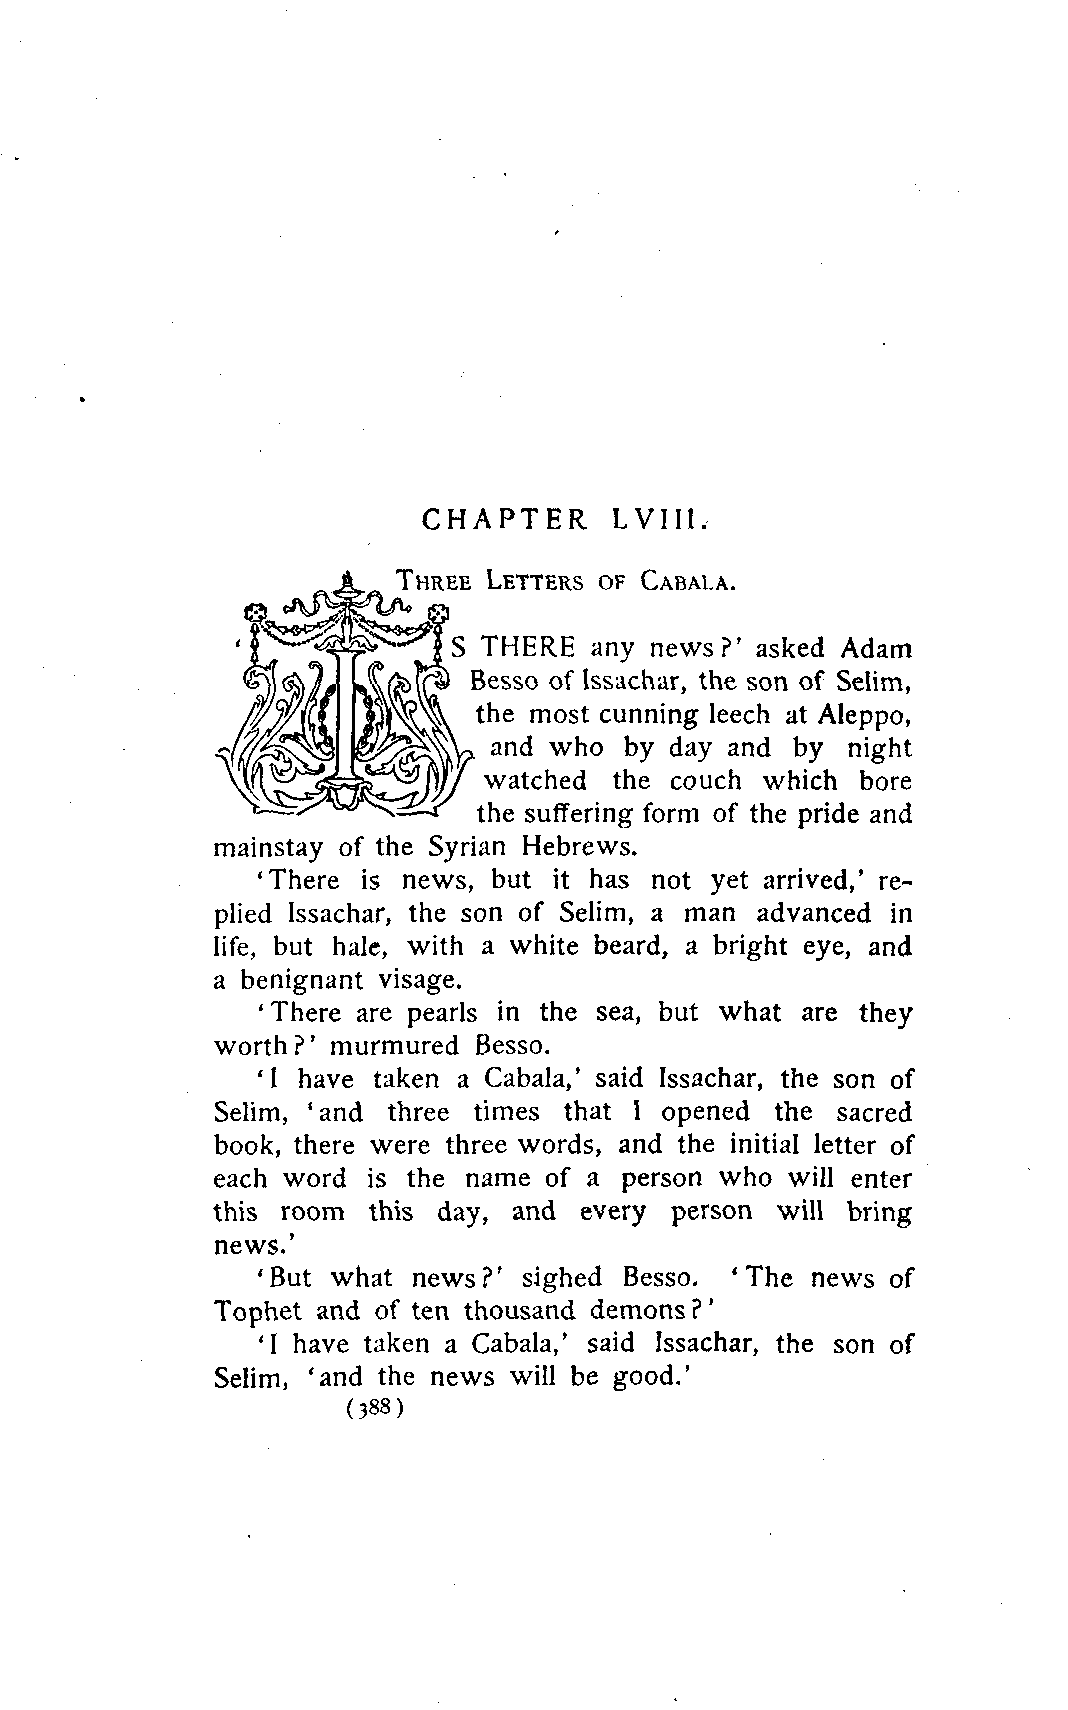 CHAPTER LVIII.
THREE LETTERS OF CABALA.
‘IS THERE any news?’ asked Adam
Besso of Issachar, the son of Selim,
the most cunning leech at Aleppo,
and who by day and by night
watched the couch which bore
the suffering form of the pride and
mainstay of the Syrian Hebrews.
‘There is news, but it has not yet arrived,’ re-
plied Issachar, the son of Selim, a man advanced in
life, but hale, with a white beard, a bright eye, and
a benignant visage.
‘There are pearls in the sea, but what are they
worth?’ murmured Besso.
‘I have taken a Cabala,’ said Issachar, the son of
Selim, ‘and three times that I opened the sacred
book, there were three words, and the initial letter of
each word is the name of a person who will enter
this room this day, and every person will bring
news.’
‘But what news?’ sighed Besso. ‘The news of
Tophet and of ten thousand demons?’
‘I have taken a Cabala,’ said Issachar, the son of
Selim, ‘and the news will be good.’
(388)